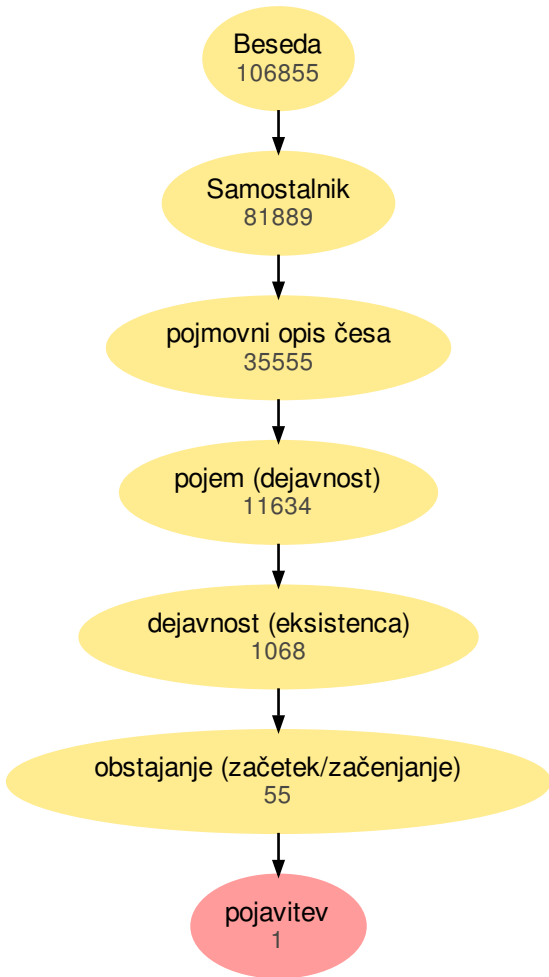 Beseda
106855
Samostalnik
81889
pojmovni opis česa
35555
pojem (dejavnost)
11634
dejavnost (eksistenca)
1068
obstajanje (začetek/začenjanje)
55
pojavitev
1